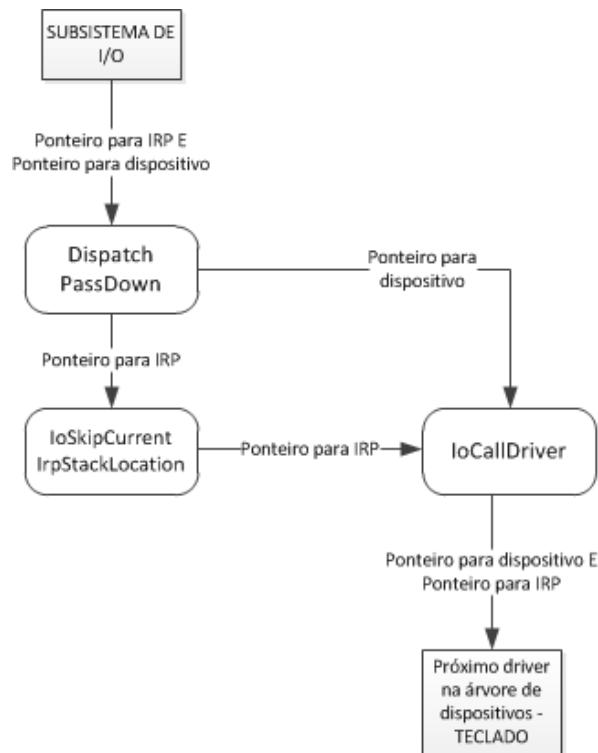 SUBSISTEMA DE
I/O
Ponteiro para IRP E
Ponteiro para dispositivo
Dispatch
PassDown
Ponteiro para
dispositivo
Ponteiro para IRP
IoSkipCurrent
IrpStackLocation
Ponteiro para IRP
IoCallDriver
Ponteiro para dispositivo E
Ponteiro para IRP
Próximo driver
na árvore de
dispositivos -
TECLADO